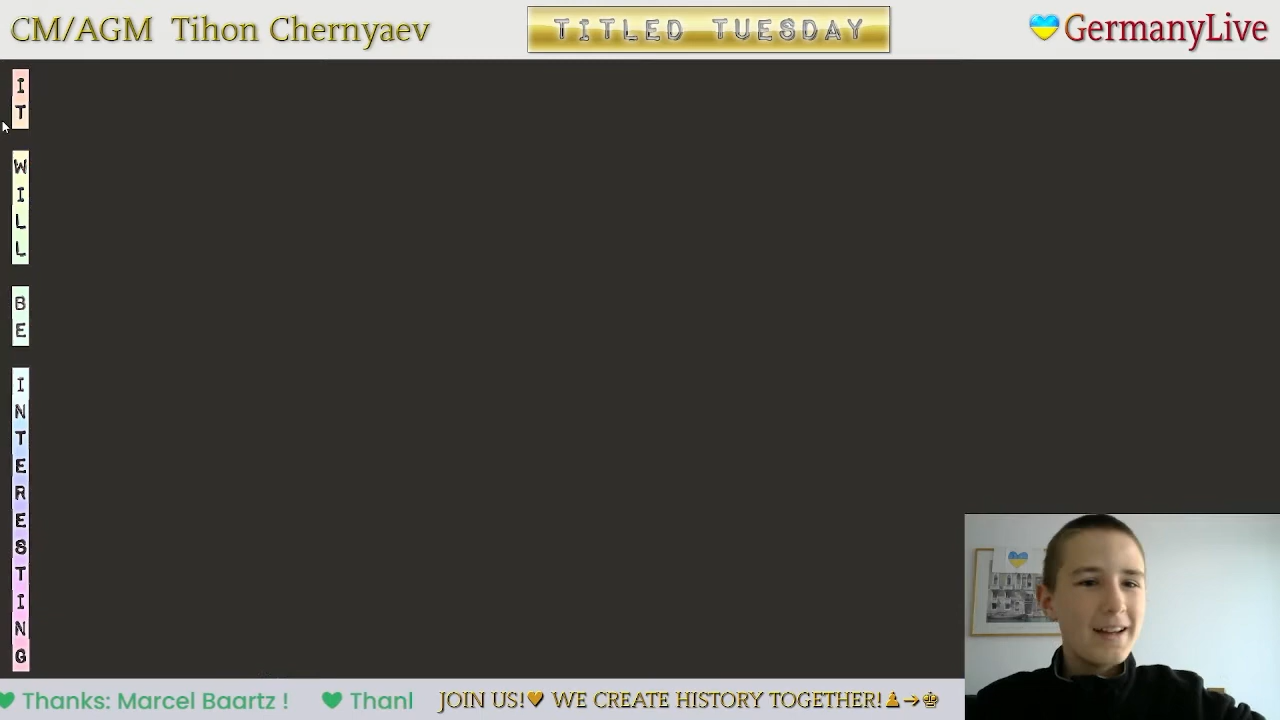 CM/AGM Tihon Chernyaev
TITLED TUESDAY
GermanyLive
IT WILL BE INTERESTING
Thanks: Marcel Baartz !
JOIN US! WE CREATE HISTORY TOGETHER!